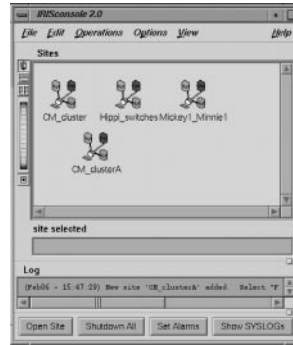 IRISconsole 2.0
File Edit Operations Options View Help
Sites
CM_cluster Hippi_switches Mickey1_Minnie1
CM_clusterA
site selected
Log
(Feb06 - 15:47:29) New site 'CM_clusterA' added. Select "F
Open Site Shutdown All Set Alarms Show SYSLOGs